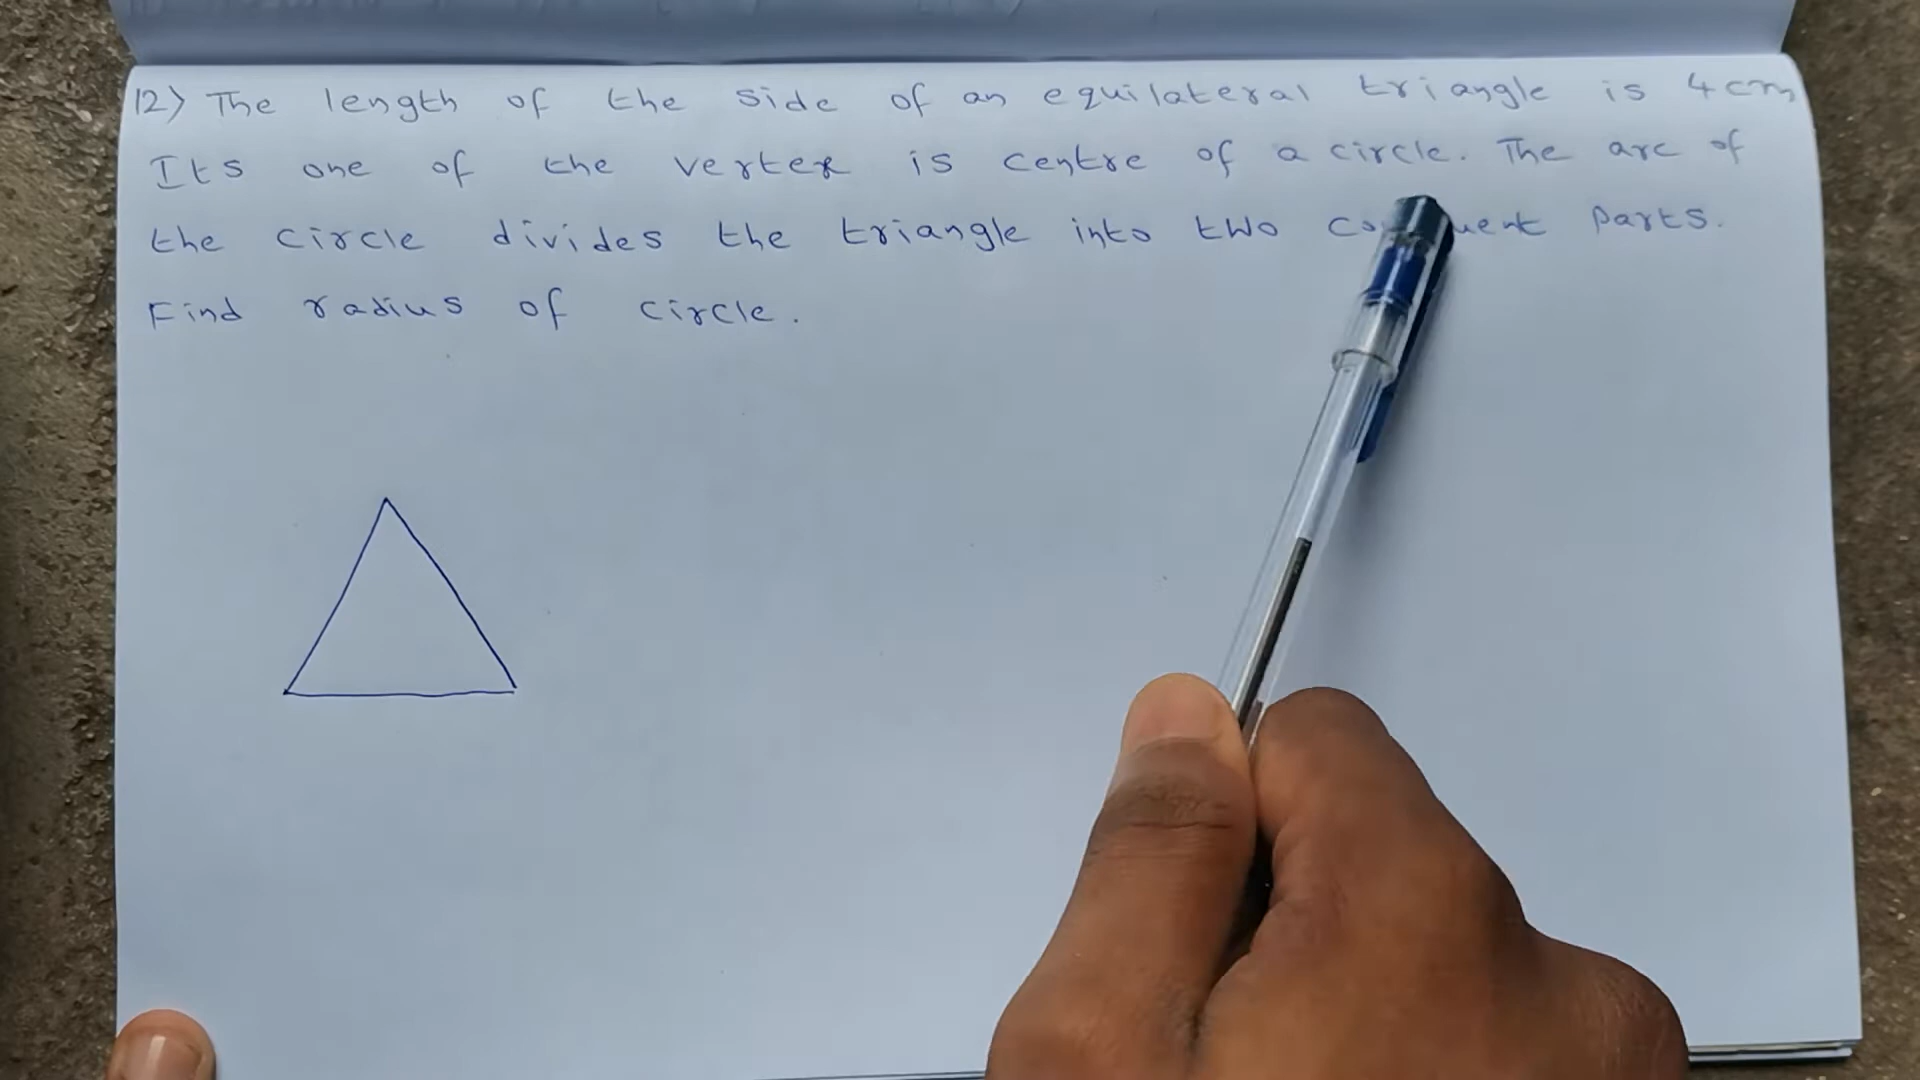 12) The length of the side of an equilateral triangle is 4cm
Its one of the vertex is centre of a circle. The arc of
the circle divides the triangle into two parts.
Find radius of circle.